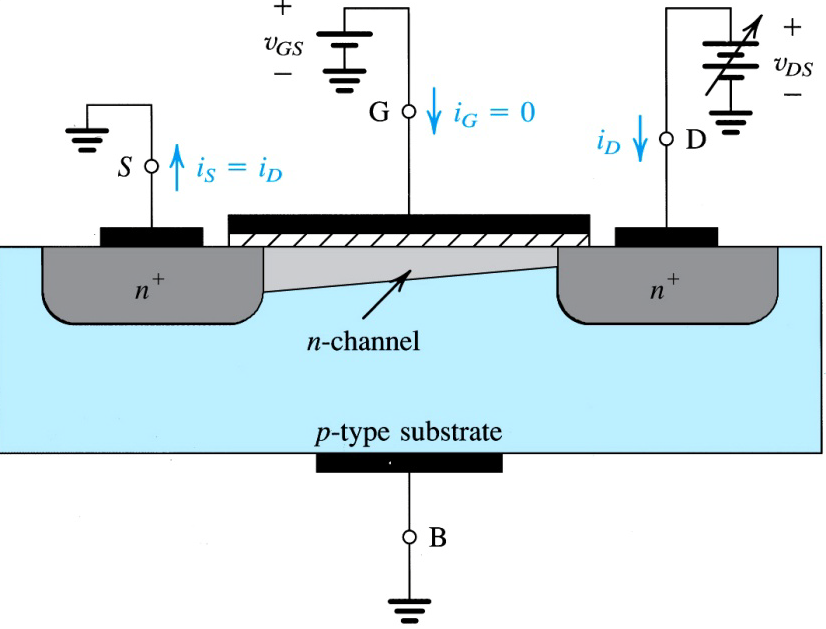 +
v_GS
−
+
v_DS
−
G
i_G = 0
i_D
D
S
i_S = i_D
n⁺
n⁺
n-channel
p-type substrate
B